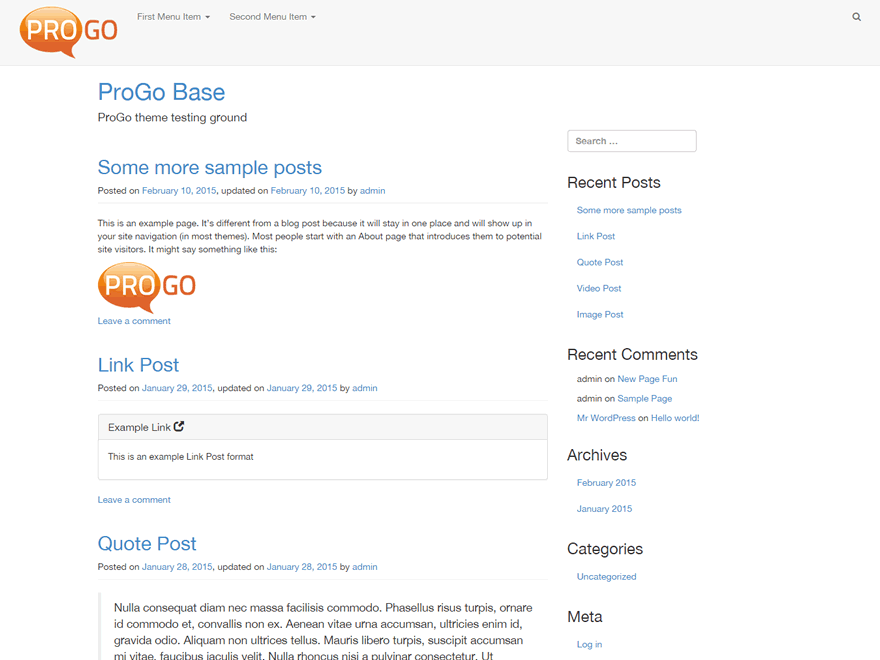 PROGO
First Menu Item
Second Menu Item
ProGo Base
ProGo theme testing ground
Some more sample posts
Posted on February 10, 2015, updated on February 10, 2015 by admin
This is an example page. It's different from a blog post because it will stay in one place and will show up in
your site navigation (in most themes). Most people start with an About page that introduces them to potential
site visitors. It might say something like this:
PROGO
Leave a comment
Link Post
Posted on January 29, 2015, updated on January 29, 2015 by admin
Example Link
This is an example Link Post format
Leave a comment
Quote Post
Posted on January 28, 2015, updated on January 28, 2015 by admin
Nulla consequat diam nec massa facilisis commodo. Phasellus risus turpis, ornare
id commodo et, convallis non ex. Aenean vitae urna accumsan, ultricies enim id,
gravida odio. Aliquam non ultrices tellus. Mauris libero turpis, suscipit accumsan
mi vitae, faucibus iaculis velit. Nulla rhoncus nisi a pulvinar consectetur. Ut
Search ...
Recent Posts
Some more sample posts
Link Post
Quote Post
Video Post
Image Post
Recent Comments
admin on New Page Fun
admin on Sample Page
Mr WordPress on Hello world!
Archives
February 2015
January 2015
Categories
Uncategorized
Meta
Log in